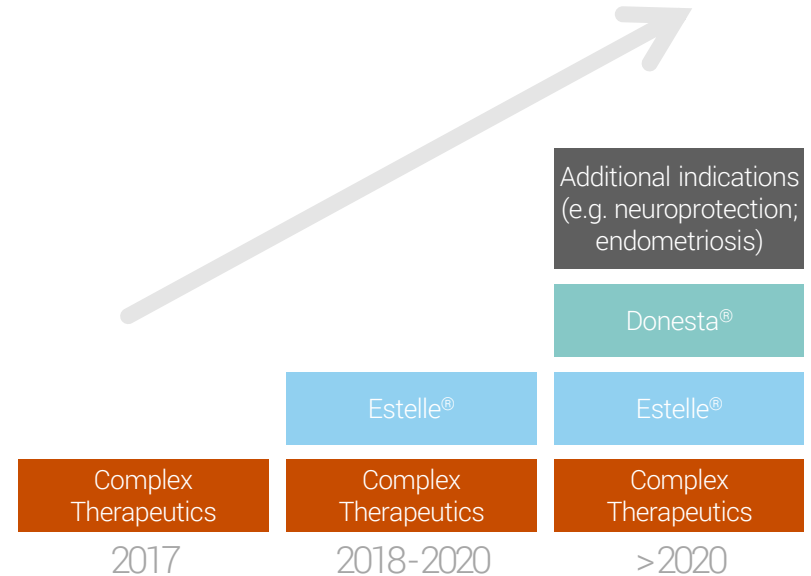 Additional indications
(e.g. neuroprotection;
endometriosis)
Donesta®
Estelle®
Estelle®
Complex
Therapeutics
Complex
Therapeutics
Complex
Therapeutics
2017
2018-2020
>2020